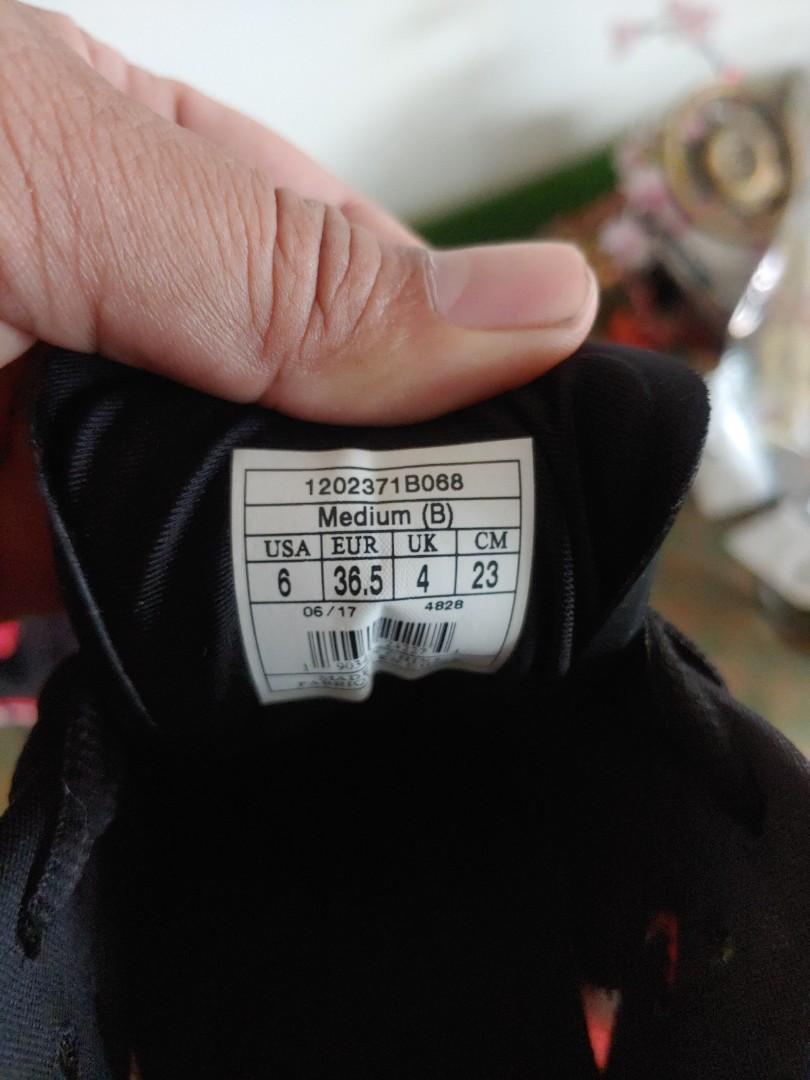 1202371B068
Medium (B)
USA EUR UK CM
6 36.5 4 23
06/17 4828